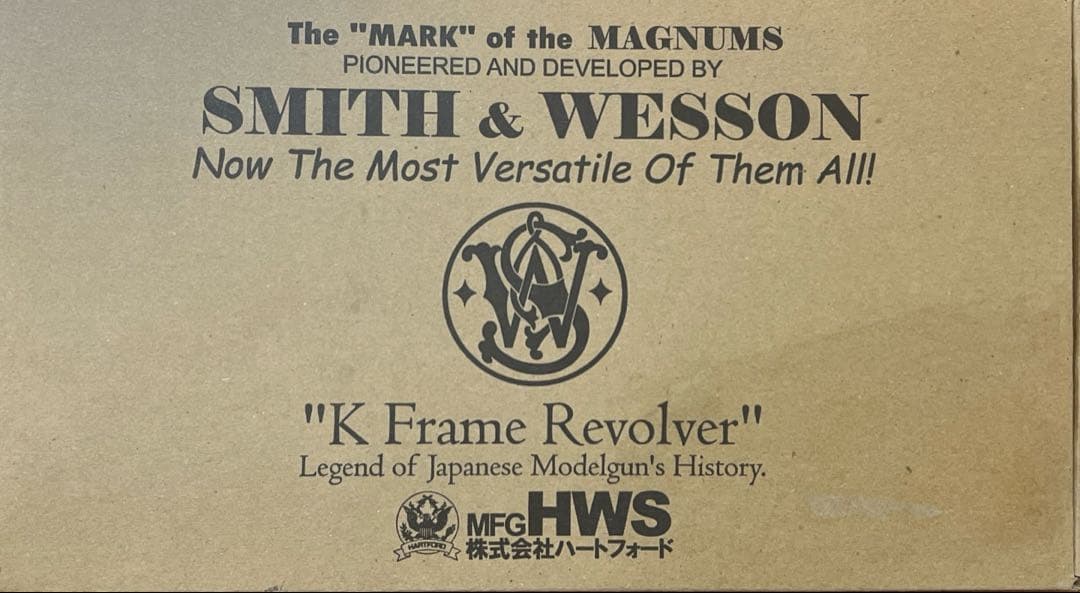 The "MARK" of the MAGNUMS
PIONEERED AND DEVELOPED BY
SMITH & WESSON
Now The Most Versatile Of Them All!
S&W
"K Frame Revolver"
Legend of Japanese Modelgun's History.
HARTFORD
MFG HWS
株式会社ハートフォード